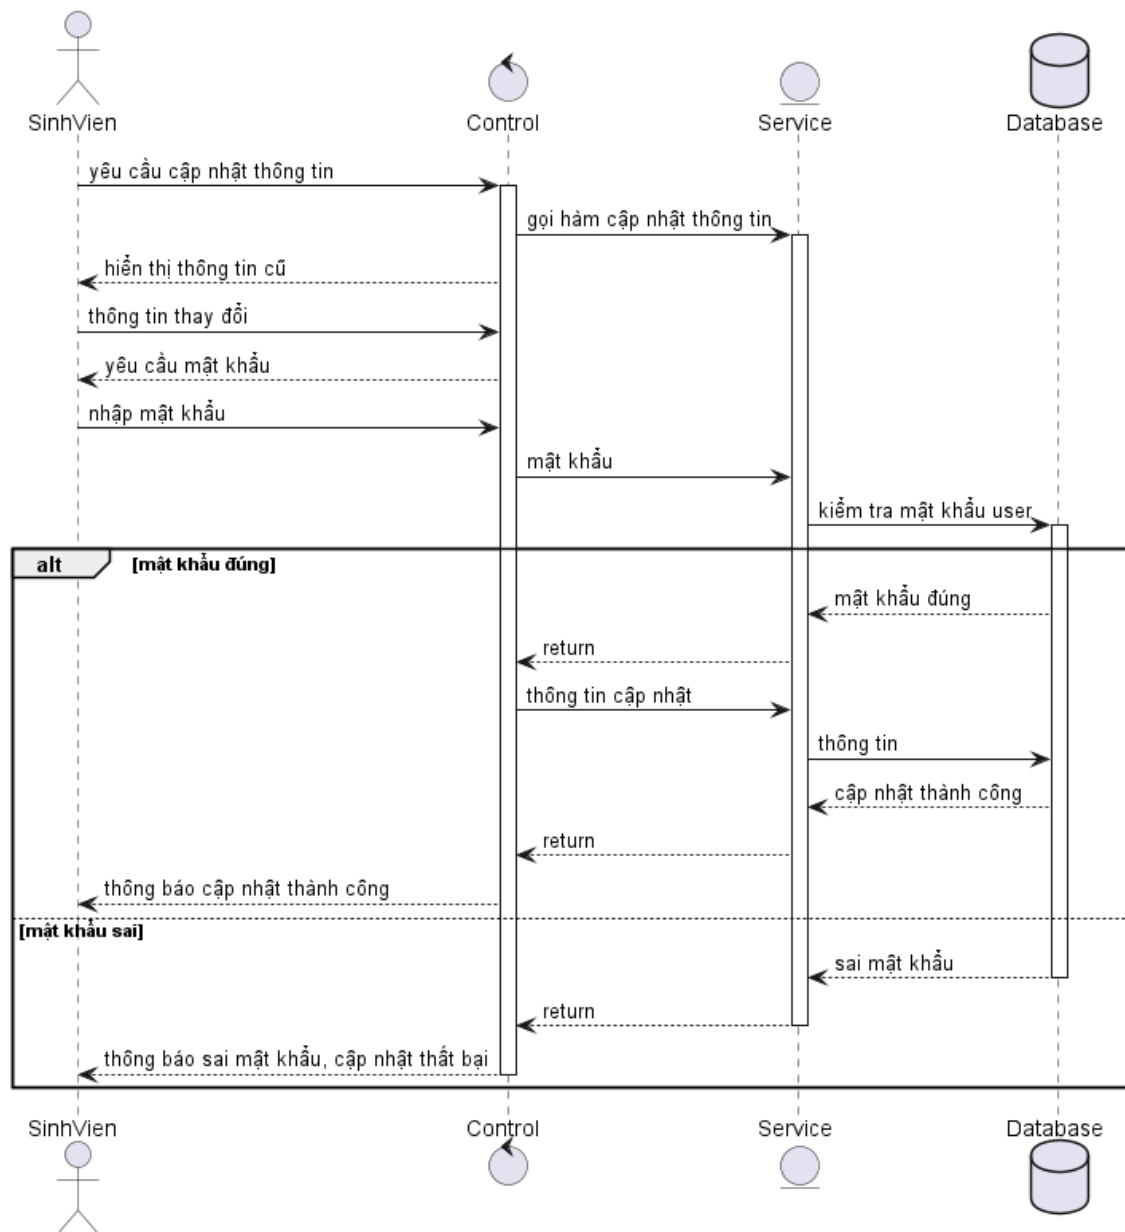 SinhVien
Control
Service
Database
yêu cầu cập nhật thông tin
gọi hàm cập nhật thông tin
hiển thị thông tin cũ
thông tin thay đổi
yêu cầu mật khẩu
nhập mật khẩu
mật khẩu
kiểm tra mật khẩu user
alt
[mật khẩu đúng]
mật khẩu đúng
return
thông tin cập nhật
thông tin
cập nhật thành công
return
thông báo cập nhật thành công
[mật khẩu sai]
sai mật khẩu
return
thông báo sai mật khẩu, cập nhật thất bại
SinhVien
Control
Service
Database